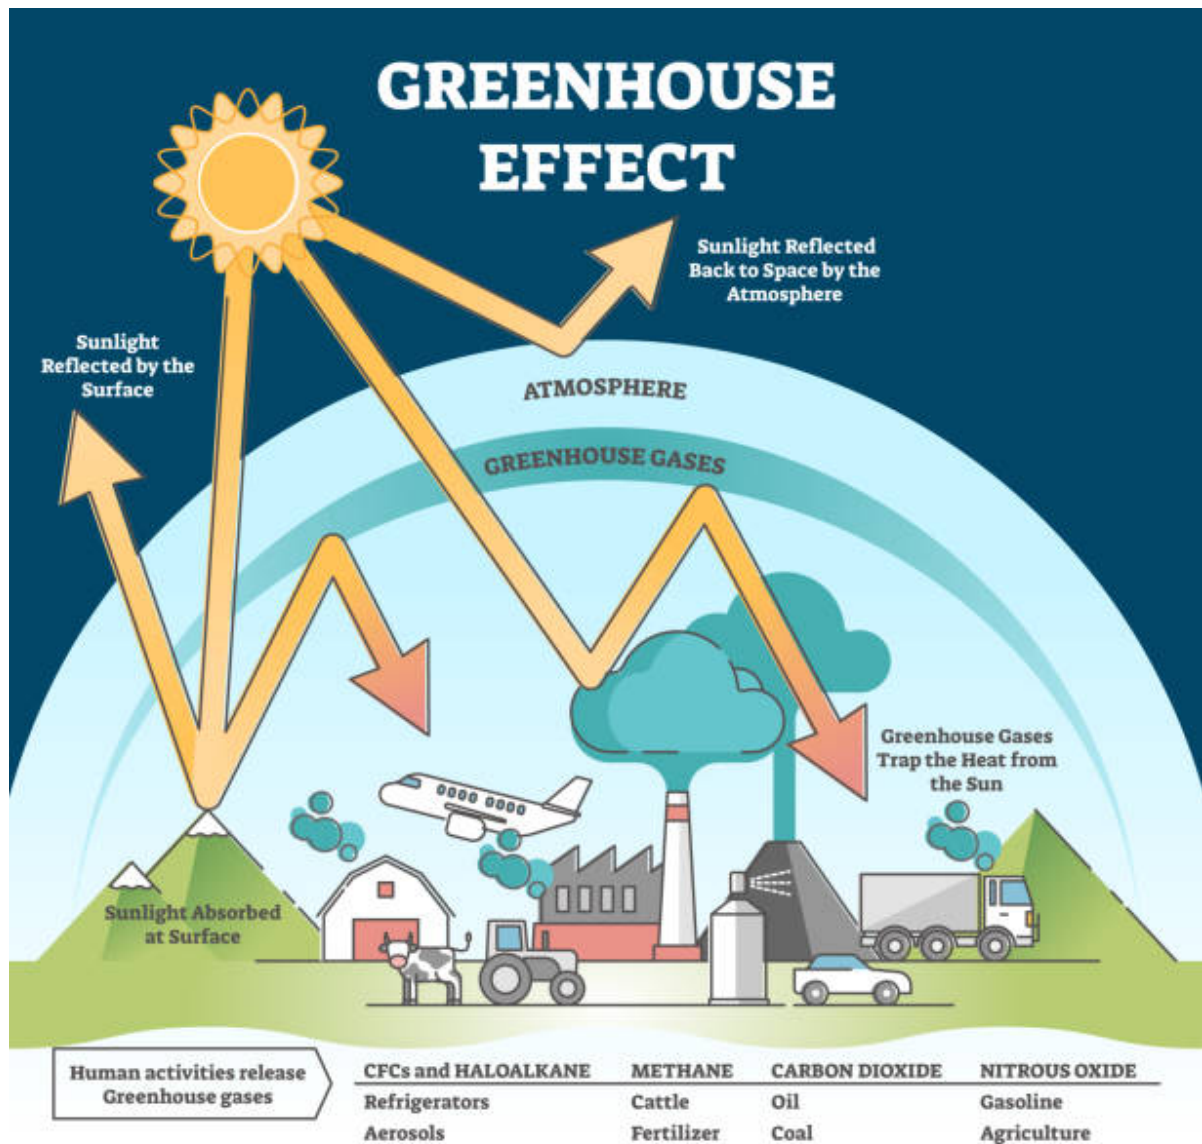 GREENHOUSE
EFFECT
Sunlight Reflected
Back to Space by the
Atmosphere
Sunlight
Reflected by the
Surface
ATMOSPHERE
GREENHOUSE GASES
Greenhouse Gases
Trap the Heat from
the Sun
Sunlight Absorbed
at Surface
Human activities release
Greenhouse gases
CFCs and HALOALKANE METHANE CARBON DIOXIDE NITROUS OXIDE
Refrigerators Cattle Oil Gasoline
Aerosols Fertilizer Coal Agriculture